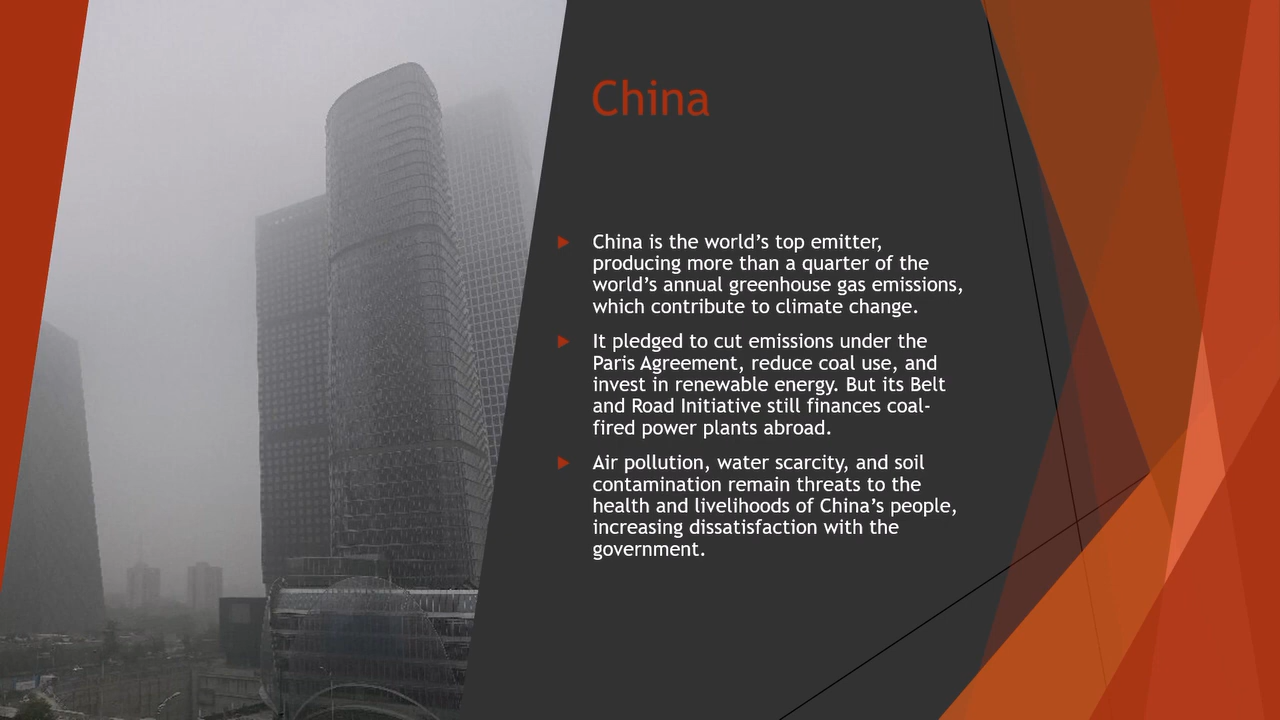 China
China is the world’s top emitter,
producing more than a quarter of the
world’s annual greenhouse gas emissions,
which contribute to climate change.
It pledged to cut emissions under the
Paris Agreement, reduce coal use, and
invest in renewable energy. But its Belt
and Road Initiative still finances coal-
fired power plants abroad.
Air pollution, water scarcity, and soil
contamination remain threats to the
health and livelihoods of China’s people,
increasing dissatisfaction with the
government.